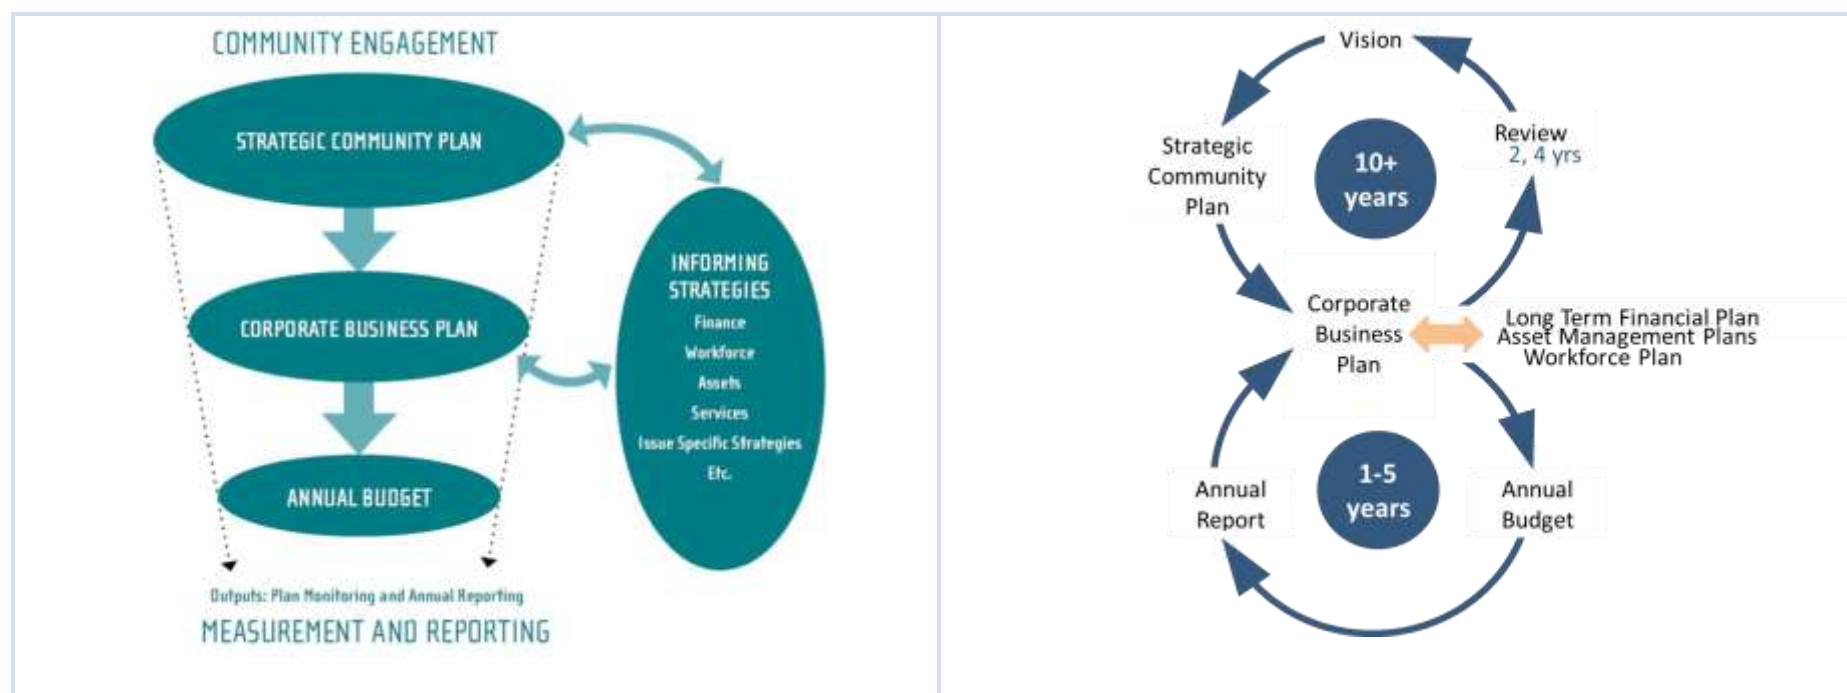 COMMUNITY ENGAGEMENT
STRATEGIC COMMUNITY PLAN
CORPORATE BUSINESS PLAN
ANNUAL BUDGET
INFORMING
STRATEGIES
Finance
Workforce
Assets
Services
Issue Specific Strategies
Etc.
Outputs: Plan Monitoring and Annual Reporting
MEASUREMENT AND REPORTING
Vision
Strategic
Community
Plan
10+
years
Review
2, 4 yrs
Corporate
Business
Plan
Long Term Financial Plan
Asset Management Plans
Workforce Plan
1-5
years
Annual
Report
Annual
Budget